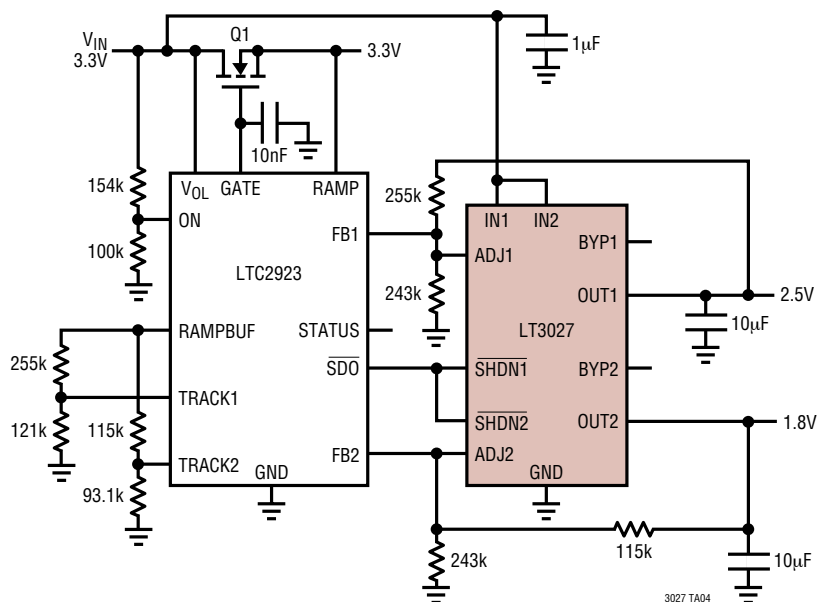 Q1
VIN
3.3V
3.3V
1µF
10nF
154k
100k
VOL
GATE
RAMP
ON
FB1
LTC2923
RAMPBUF
STATUS
SDO
TRACK1
TRACK2
GND
FB2
255k
121k
115k
93.1k
255k
243k
IN1
IN2
ADJ1
BYP1
OUT1
LT3027
SHDN1
BYP2
SHDN2
OUT2
ADJ2
GND
2.5V
10µF
1.8V
243k
115k
10µF
3027 TA04